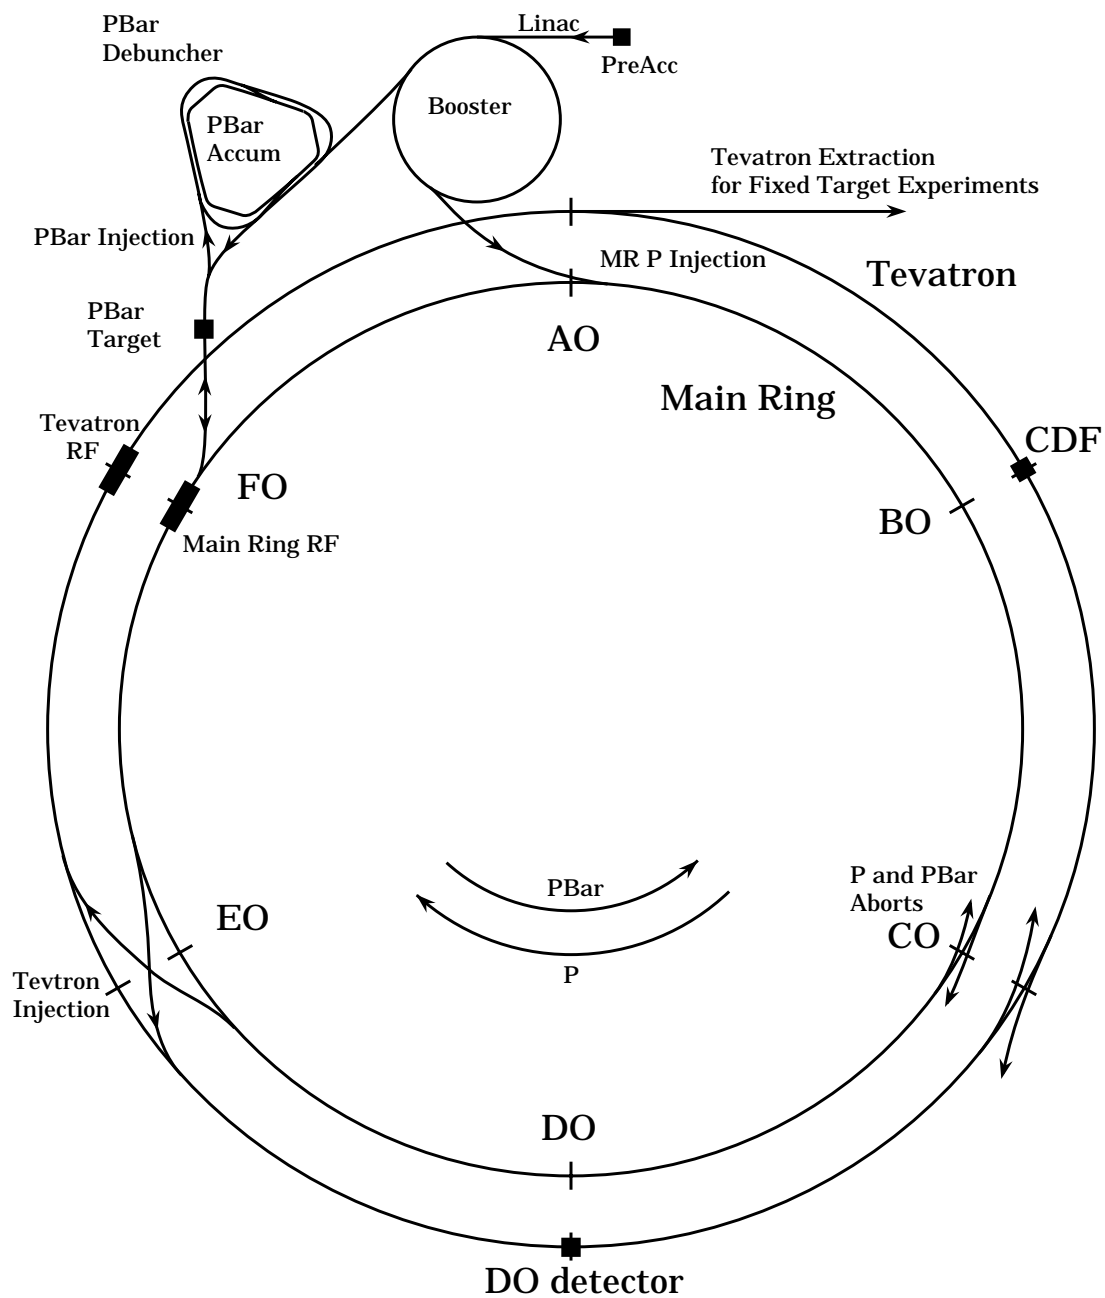 PBar
Debuncher
Linac
PreAcc
Booster
PBar
Accum
Tevatron Extraction
for Fixed Target Experiments
PBar Injection
MR P Injection
Tevatron
PBar
Target
AO
Main Ring
Tevatron
RF
CDF
FO
BO
Main Ring RF
P and PBar
Aborts
PBar
EO
CO
P
Tevtron
Injection
DO
DO detector